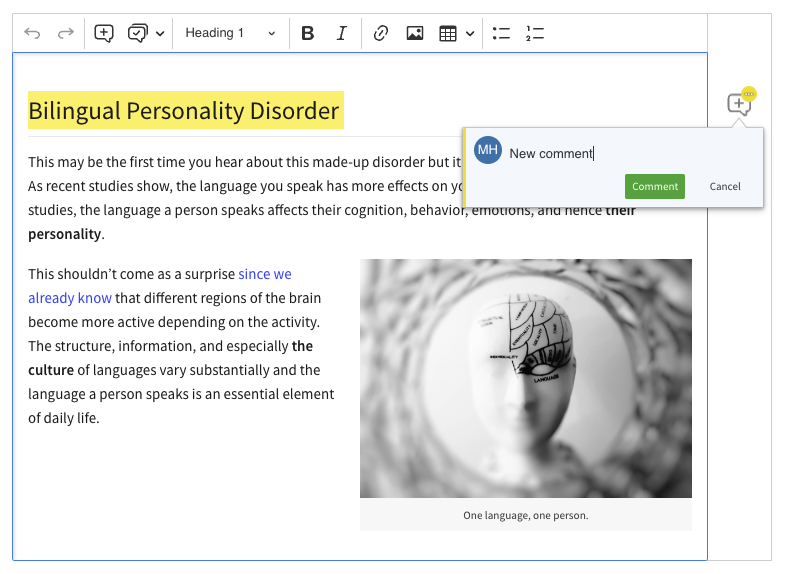 Heading 1
B I
Bilingual Personality Disorder
MH New comment
Comment Cancel
This may be the first time you hear about this made-up disorder but it
As recent studies show, the language you speak has more effects on
studies, the language a person speaks affects their cognition, behavior, emotions, and hence their
personality.
This shouldn’t come as a surprise since we
already know that different regions of the brain
become more active depending on the activity.
The structure, information, and especially the
culture of languages vary substantially and the
language a person speaks is an essential element
of daily life.
INDIVIDUALITY
LANGUAGE
One language, one person.